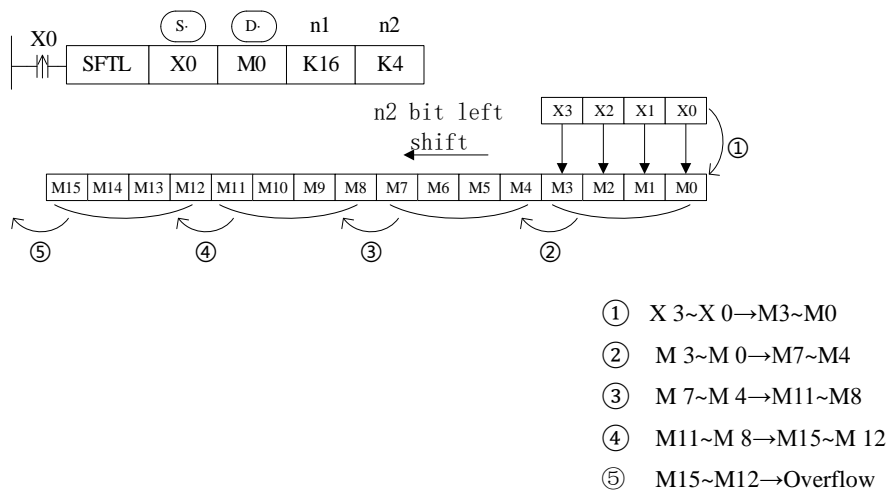 S· D· n1 n2
X0
SFTL X0 M0 K16 K4
n2 bit left
shift
X3 X2 X1 X0
①
M15 M14 M13 M12 M11 M10 M9 M8 M7 M6 M5 M4 M3 M2 M1 M0
⑤ ④ ③ ②
① X 3~X 0→M3~M0
② M 3~M 0→M7~M4
③ M 7~M 4→M11~M8
④ M11~M 8→M15~M 12
⑤ M15~M12→Overflow